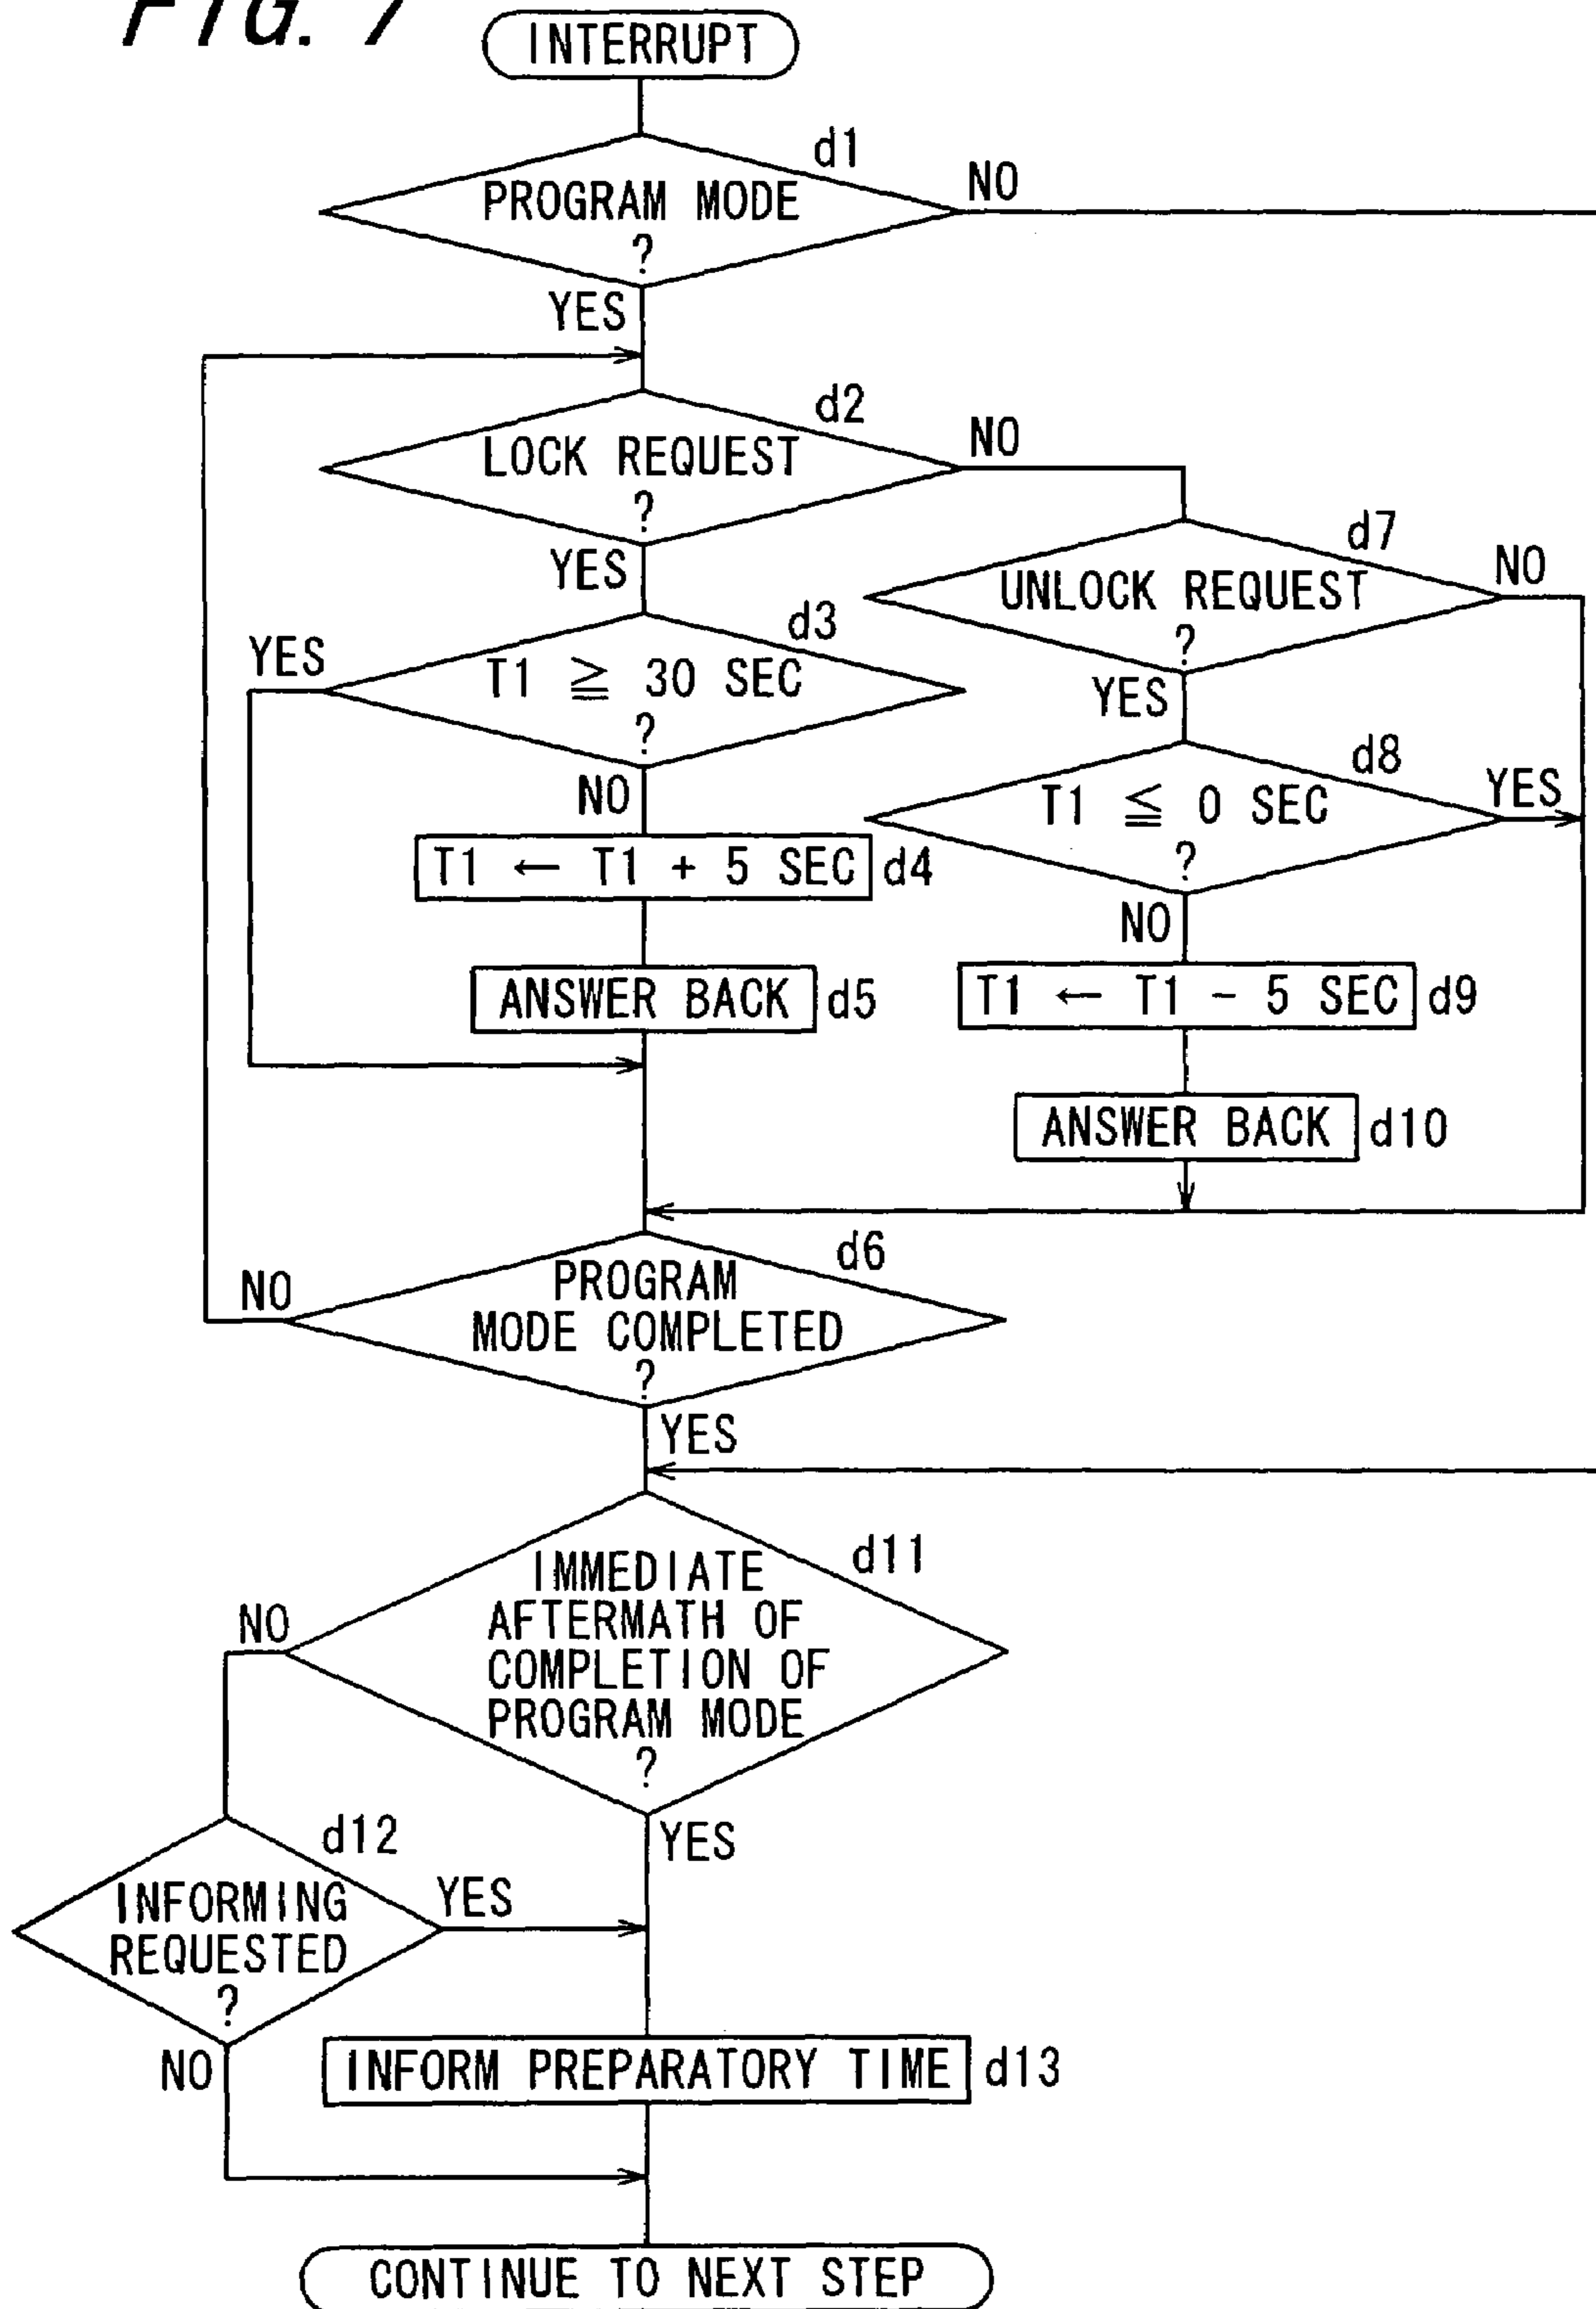 FIG. 7
INTERRUPT
d1
PROGRAM MODE
?
NO
YES
d2
LOCK REQUEST
?
NO
YES
d7
UNLOCK REQUEST
?
NO
YES
d3
T1 ≧ 30 SEC
?
YES
NO
d8
T1 ≦ 0 SEC
?
YES
NO
T1 ← T1 + 5 SEC d4
ANSWER BACK d5
T1 ← T1 - 5 SEC d9
ANSWER BACK d10
d6
PROGRAM
MODE COMPLETED
?
NO
YES
d11
IMMEDIATE
AFTERMATH OF
COMPLETION OF
PROGRAM MODE
?
NO
YES
d12
INFORMING
REQUESTED
?
YES
NO
INFORM PREPARATORY TIME d13
CONTINUE TO NEXT STEP